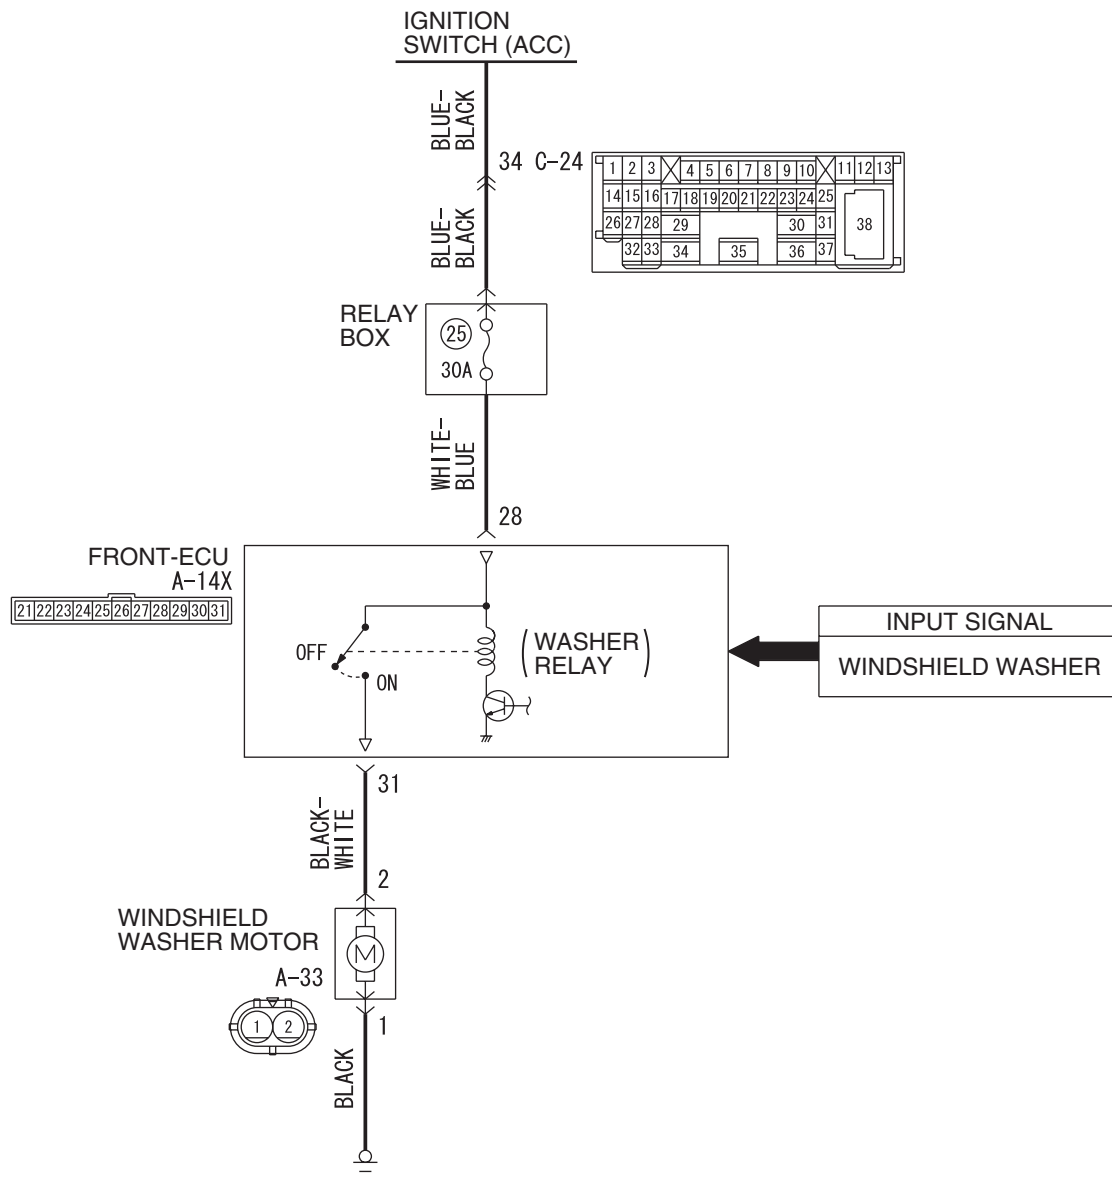 IGNITION
SWITCH (ACC)
BLUE-
BLACK
34 C-24
1 2 3 4 5 6 7 8 9 10 11 12 13
14 15 16 17 18 19 20 21 22 23 24 25
26 27 28 29 30 31 38
32 33 34 35 36 37
BLUE-
BLACK
RELAY
BOX
25
30A
WHITE-
BLUE
28
FRONT-ECU
A-14X
21 22 23 24 25 26 27 28 29 30 31
OFF
ON
(WASHER
RELAY)
INPUT SIGNAL
WINDSHIELD WASHER
31
BLACK-
WHITE
2
WINDSHIELD
WASHER MOTOR
M
A-33
1 2
1
BLACK